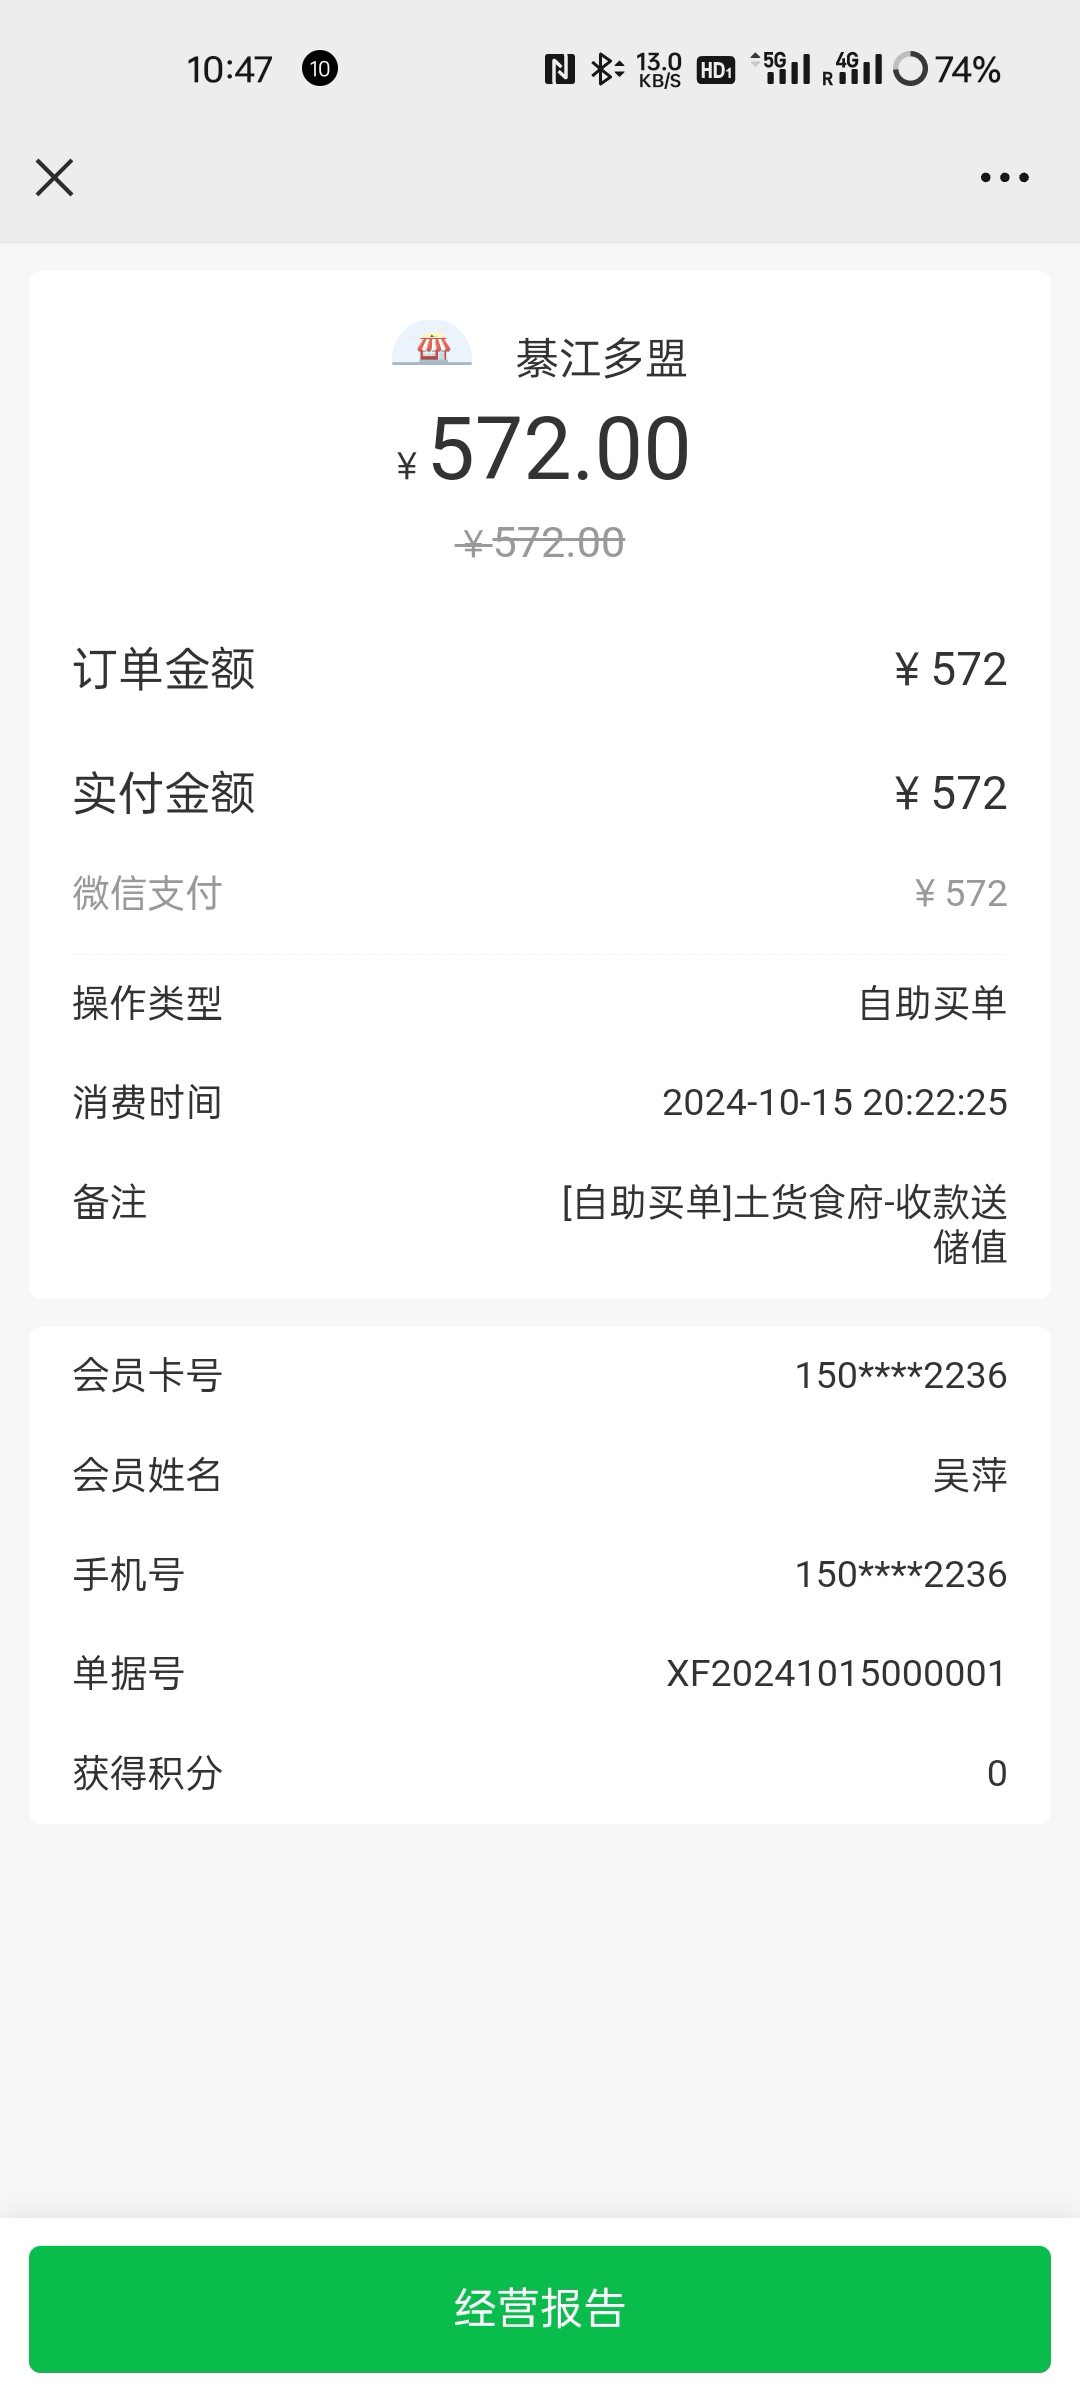 10:47 10 13.0 KB/S HD1 5G R 4G 74%
綦江多盟
¥572.00
¥572.00
订单金额 ¥572
实付金额 ¥572
微信支付 ¥572
操作类型 自助买单
消费时间 2024-10-15 20:22:25
备注 [自助买单]土货食府-收款送
储值
会员卡号 150****2236
会员姓名 吴萍
手机号 150****2236
单据号 XF20241015000001
获得积分 0
经营报告